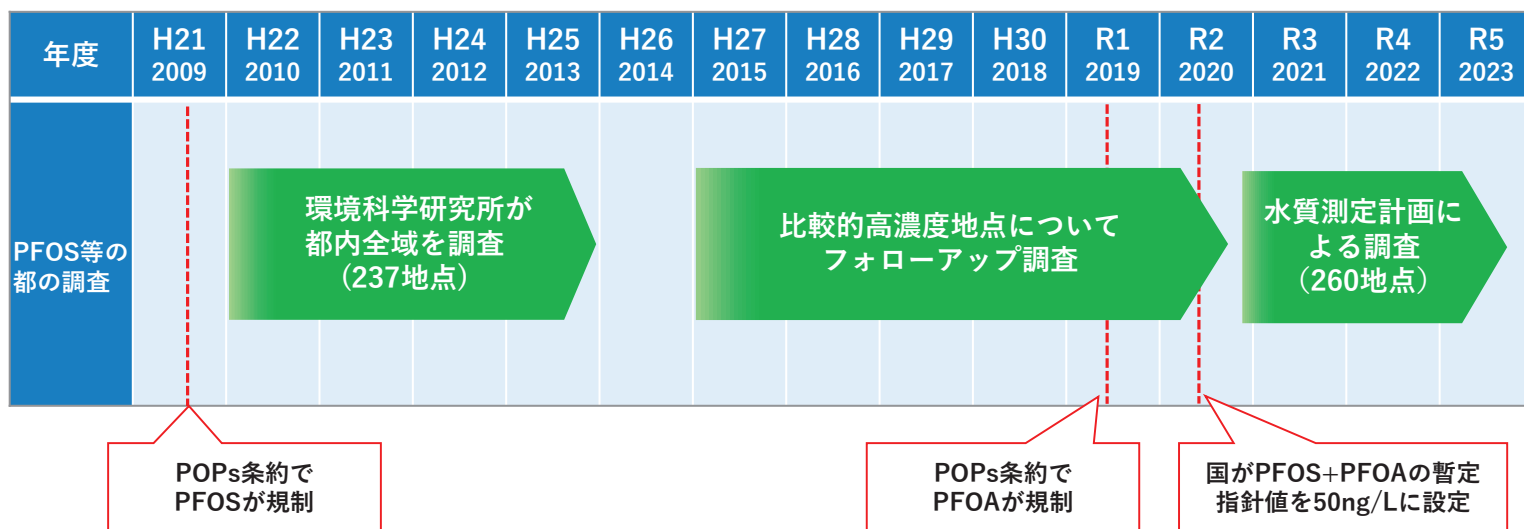 年度
H21
2009
H22
2010
H23
2011
H24
2012
H25
2013
H26
2014
H27
2015
H28
2016
H29
2017
H30
2018
R1
2019
R2
2020
R3
2021
R4
2022
R5
2023
PFOS等の
都の調査
環境科学研究所が
都内全域を調査
(237地点)
比較的高濃度地点について
フォローアップ調査
水質測定計画に
よる調査
(260地点)
POPs条約で
PFOSが規制
POPs条約で
PFOAが規制
国がPFOS+PFOAの暫定
指針値を50ng/Lに設定